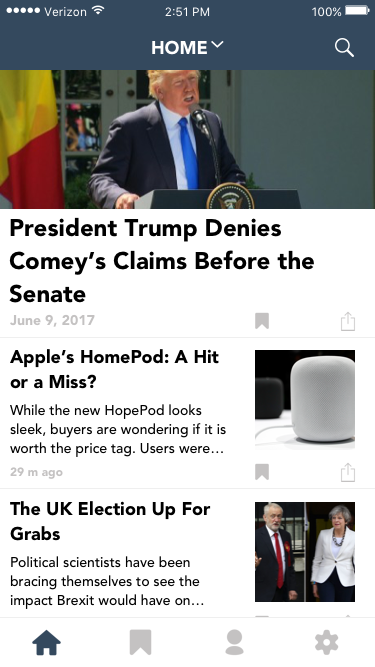 Verizon 2:51 PM 100%
HOME
President Trump Denies
Comey’s Claims Before the
Senate
June 9, 2017
Apple’s HomePod: A Hit
or a Miss?
While the new HopePod looks
sleek, buyers are wondering if it is
worth the price tag. Users were...
29 m ago
The UK Election Up For
Grabs
Political scientists have been
bracing themselves to see the
impact Brexit would have on...